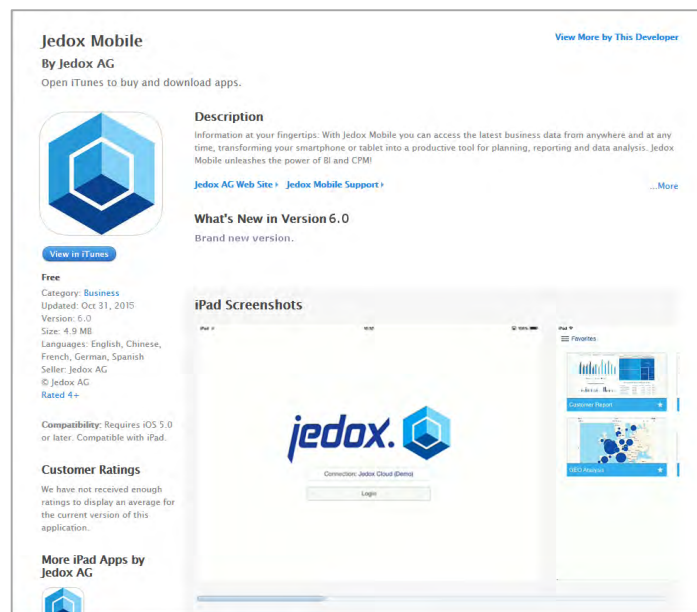 Jedox Mobile
View More by This Developer
By Jedox AG
Open iTunes to buy and download apps.
Description
Information at your fingertips: With Jedox Mobile you can access the latest business data from anywhere and at any
time, transforming your smartphone or tablet into a productive tool for planning, reporting and data analysis. Jedox
Mobile unleashes the power of BI and CPM!
Jedox AG Web Site
Jedox Mobile Support
...More
What's New in Version 6.0
Brand new version.
View in iTunes
Free
Category: Business
Updated: Oct 31, 2015
Version: 6.0
Size: 4.9 MB
Languages: English, Chinese,
French, German, Spanish
Seller: Jedox AG
© Jedox AG
Rated 4+
Compatibility: Requires iOS 5.0
or later. Compatible with iPad.
Customer Ratings
We have not received enough
ratings to display an average for
the current version of this
application.
More iPad Apps by
Jedox AG
iPad Screenshots
iPad
100%
jedox.
Connection: Jedox Cloud (Demo)
Login
iPad
Favorites
Customer Report
GEO Analysis